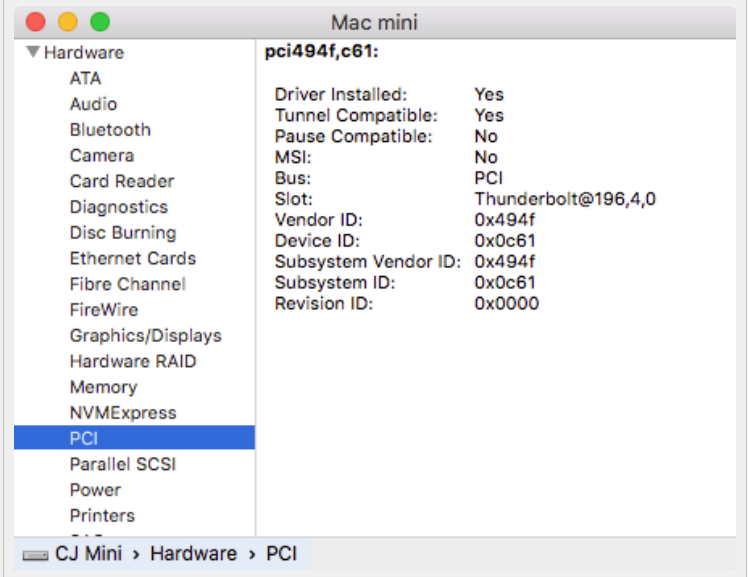 Mac mini
Hardware
ATA
Audio
Bluetooth
Camera
Card Reader
Diagnostics
Disc Burning
Ethernet Cards
Fibre Channel
FireWire
Graphics/Displays
Hardware RAID
Memory
NVMExpress
PCI
Parallel SCSI
Power
Printers
pci494f,c61:
Driver Installed: Yes
Tunnel Compatible: Yes
Pause Compatible: No
MSI: No
Bus: PCI
Slot: Thunderbolt@196,4,0
Vendor ID: 0x494f
Device ID: 0x0c61
Subsystem Vendor ID: 0x494f
Subsystem ID: 0x0c61
Revision ID: 0x0000
CJ Mini › Hardware › PCI